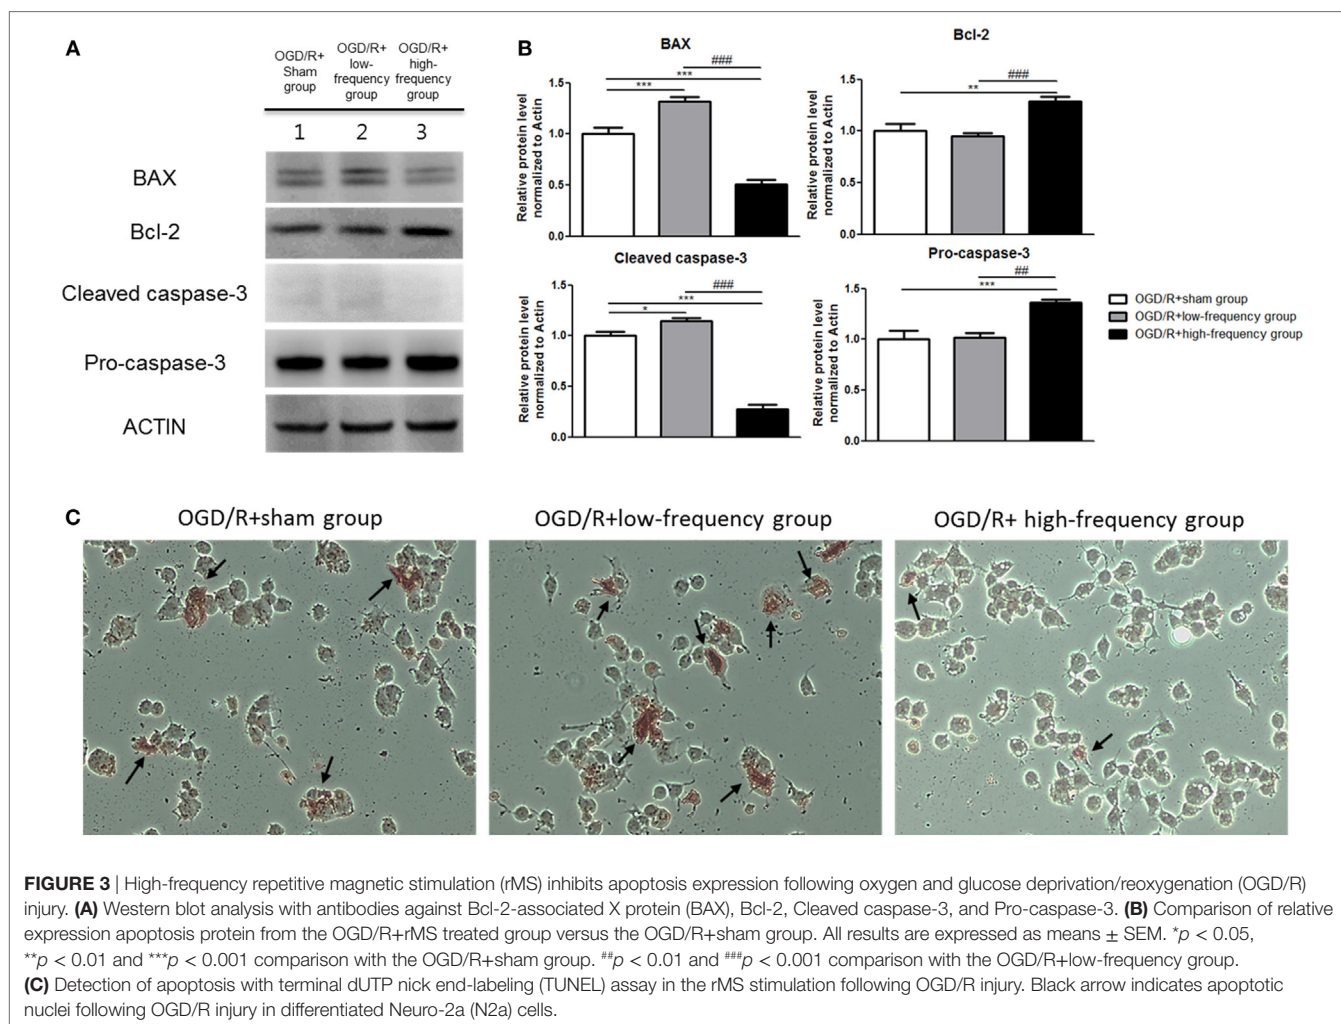 A
OGD/R+
Sham
group
OGD/R+
low-
frequency
group
OGD/R+
high-
frequency
group
1 2 3
BAX
Bcl-2
Cleaved caspase-3
Pro-caspase-3
ACTIN
B
BAX
###
***
***
Relative protein level
normalized to Actin
1.5
1.0
0.5
0.0
Bcl-2
###
**
Relative protein level
normalized to Actin
1.5
1.0
0.5
0.0
Cleaved caspase-3
###
***
*
Relative protein level
normalized to Actin
1.5
1.0
0.5
0.0
Pro-caspase-3
##
***
Relative protein level
normalized to Actin
1.5
1.0
0.5
0.0
OGD/R+sham group
OGD/R+low-frequency group
OGD/R+high-frequency group
C
OGD/R+sham group
OGD/R+low-frequency group
OGD/R+ high-frequency group
FIGURE 3 | High-frequency repetitive magnetic stimulation (rMS) inhibits apoptosis expression following oxygen and glucose deprivation/reoxygenation (OGD/R)
injury. (A) Western blot analysis with antibodies against Bcl-2-associated X protein (BAX), Bcl-2, Cleaved caspase-3, and Pro-caspase-3. (B) Comparison of relative
expression apoptosis protein from the OGD/R+rMS treated group versus the OGD/R+sham group. All results are expressed as means ± SEM. *p < 0.05,
**p < 0.01 and ***p < 0.001 comparison with the OGD/R+sham group. ##p < 0.01 and ###p < 0.001 comparison with the OGD/R+low-frequency group.
(C) Detection of apoptosis with terminal dUTP nick end-labeling (TUNEL) assay in the rMS stimulation following OGD/R injury. Black arrow indicates apoptotic
nuclei following OGD/R injury in differentiated Neuro-2a (N2a) cells.